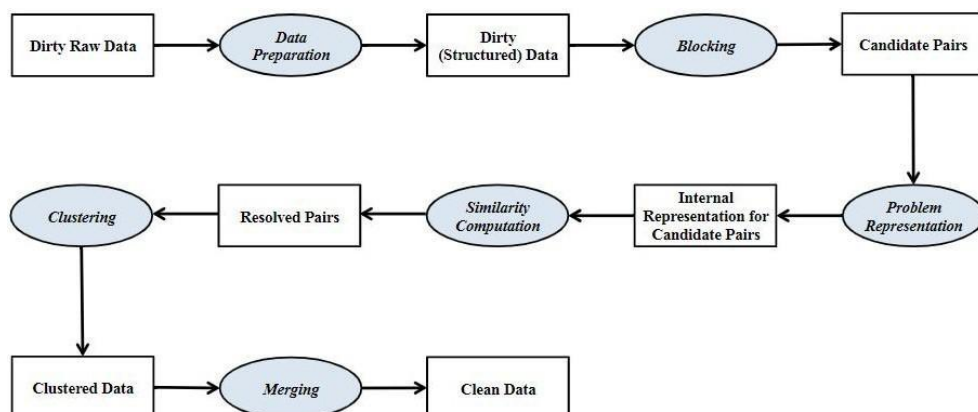 Dirty Raw Data
Data
Preparation
Dirty
(Structured) Data
Blocking
Candidate Pairs
Clustering
Resolved Pairs
Similarity
Computation
Internal
Representation for
Candidate Pairs
Problem
Representation
Clustered Data
Merging
Clean Data